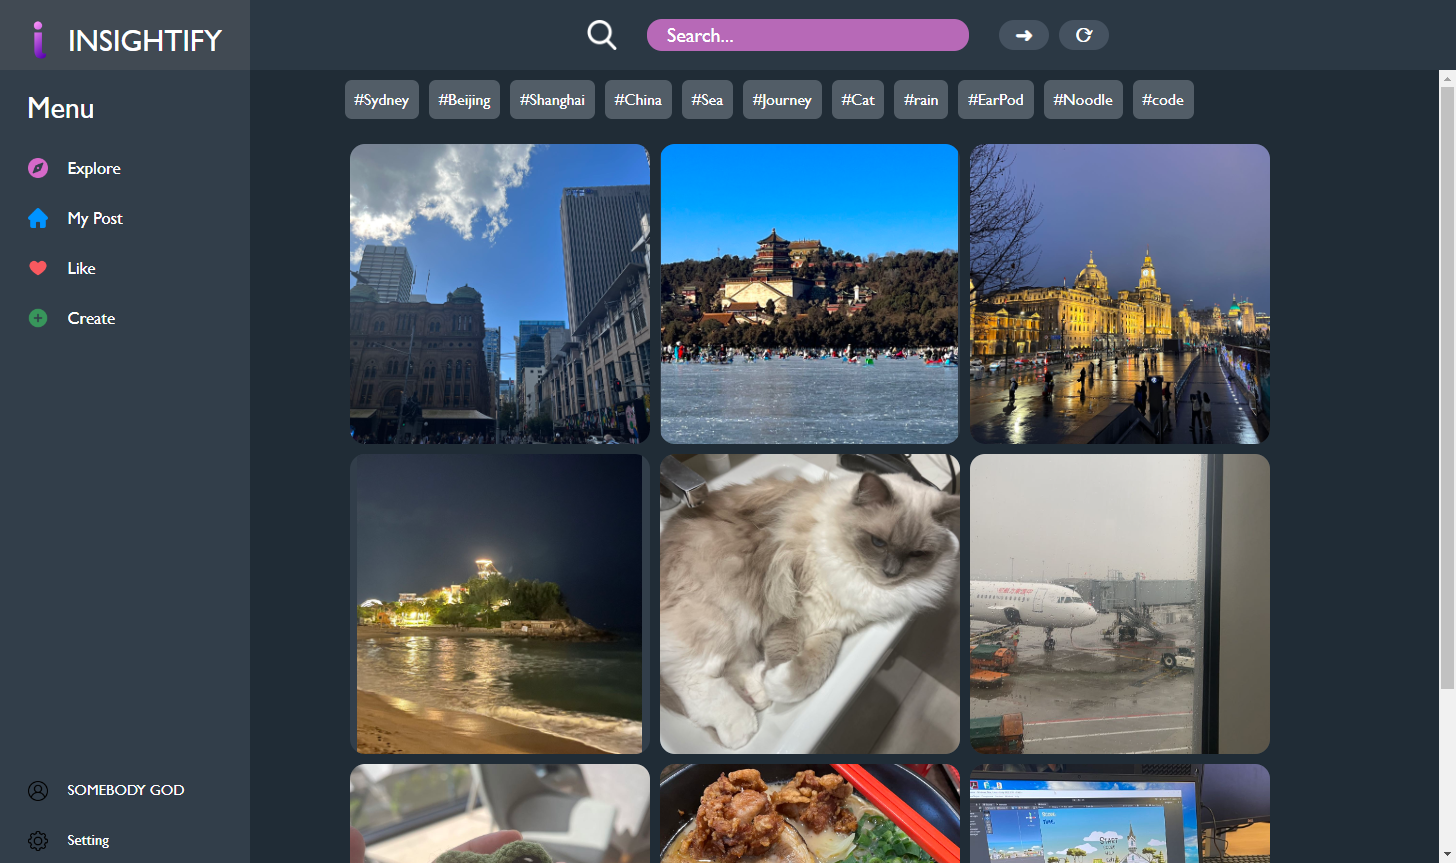 INSIGHTIFY
Search...
Menu
Explore
My Post
Like
Create
SOMEBODY GOD
Setting
#Sydney #Beijing #Shanghai #China #Sea #Journey #Cat #rain #EarPod #Noodle #code
START